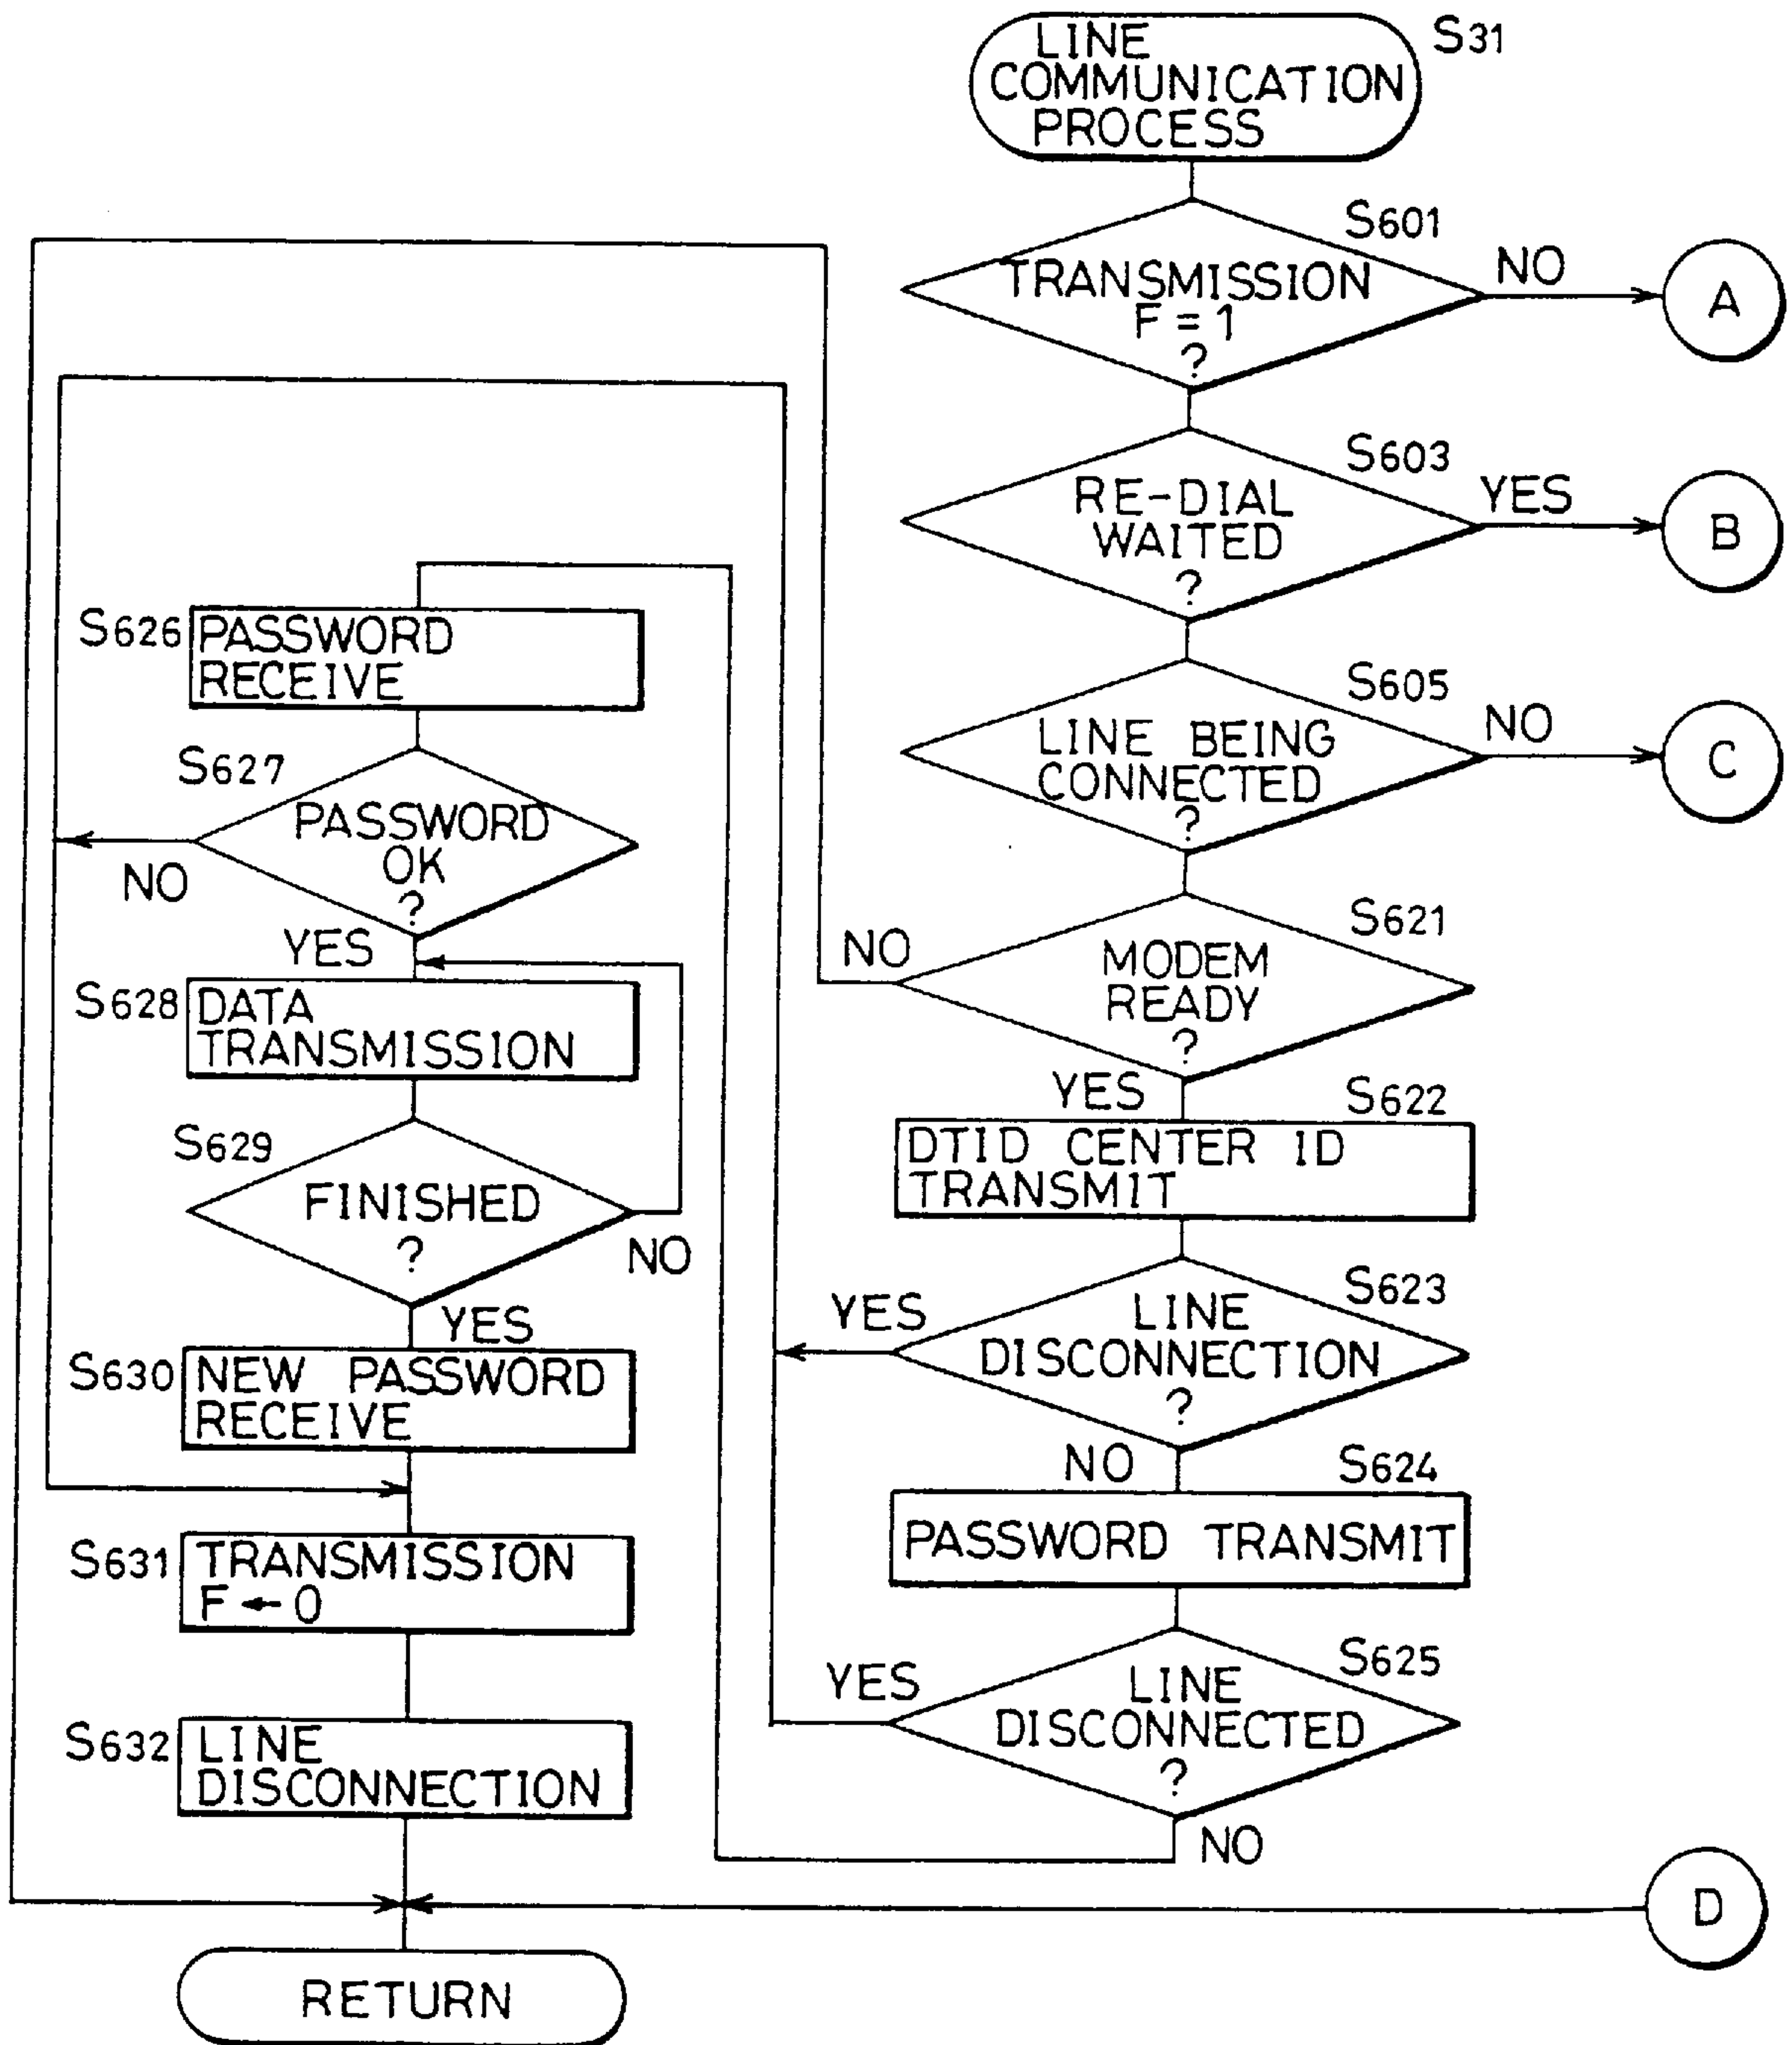 LINE
COMMUNICATION
PROCESS
S31
S601
TRANSMISSION
F = 1
?
NO
A
S603
RE-DIAL
WAITED
?
YES
B
S605
LINE BEING
CONNECTED
?
NO
C
S621
MODEM
READY
?
NO
YES
S622
DTID CENTER ID
TRANSMIT
S623
LINE
DISCONNECTION
?
YES
NO
S624
PASSWORD TRANSMIT
S625
LINE
DISCONNECTED
?
YES
NO
S626
PASSWORD
RECEIVE
S627
PASSWORD
OK
?
NO
YES
S628
DATA
TRANSMISSION
S629
FINISHED
?
NO
YES
S630
NEW PASSWORD
RECEIVE
S631
TRANSMISSION
F ← 0
S632
LINE
DISCONNECTION
D
RETURN